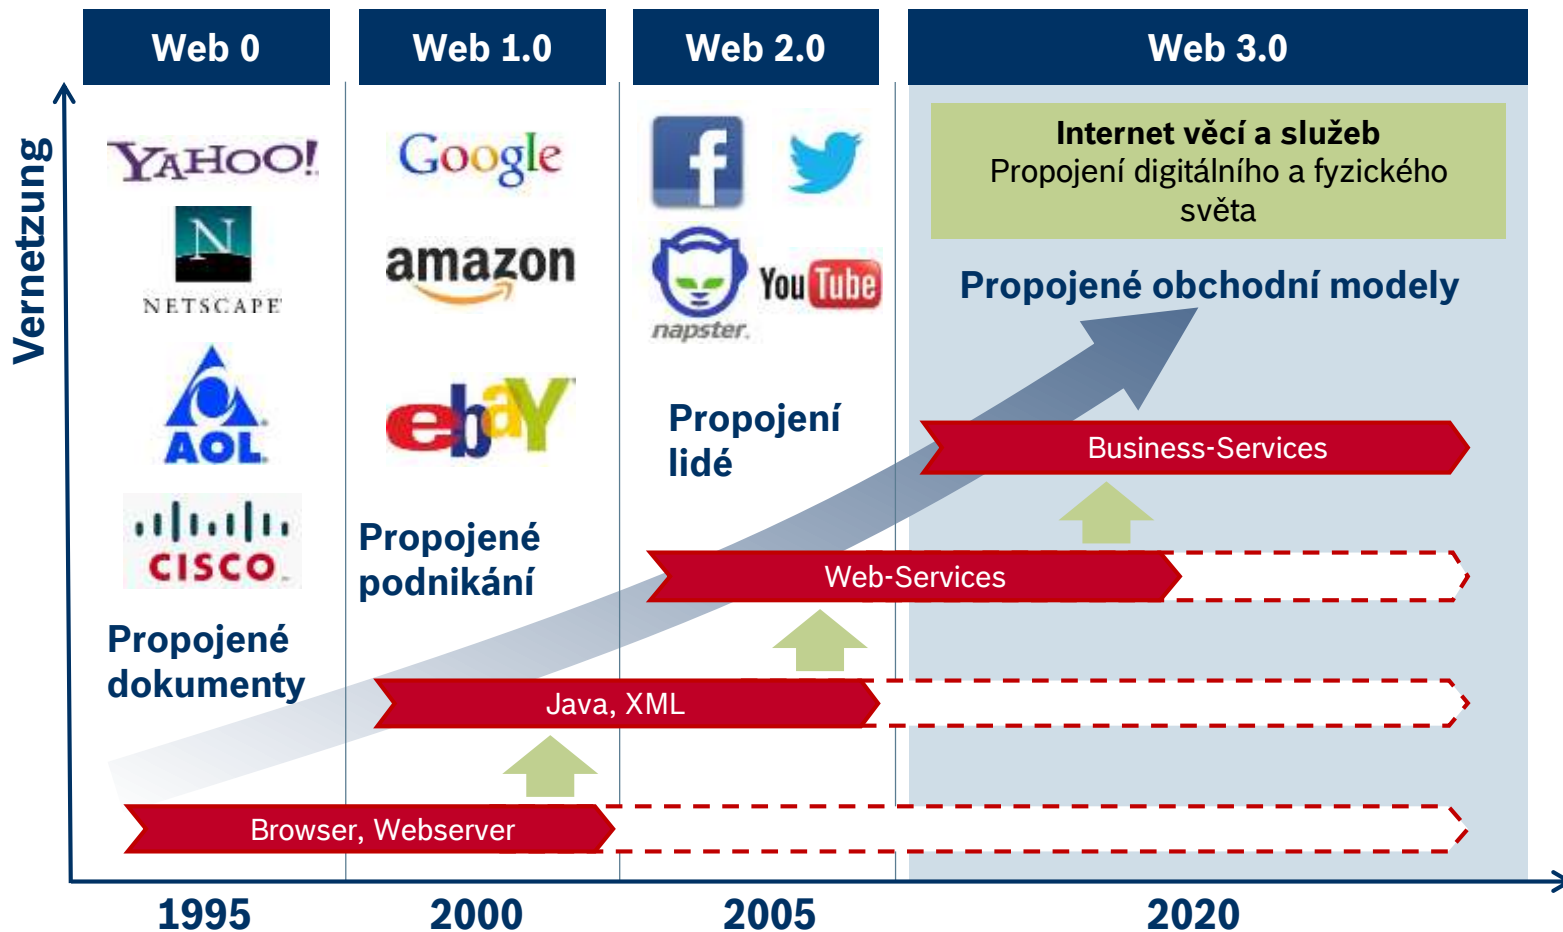 Web 0
Web 1.0
Web 2.0
Web 3.0
Vernetzung
YAHOO!
N
NETSCAPE
AOL
CISCO
Propojené
dokumenty
Google
amazon
ebay
Propojené
podnikání
f
napster.
YouTube
Propojení
lidé
Internet věcí a služeb
Propojení digitálního a fyzického
světa
Propojené obchodní modely
Business-Services
Web-Services
Java, XML
Browser, Webserver
1995
2000
2005
2020